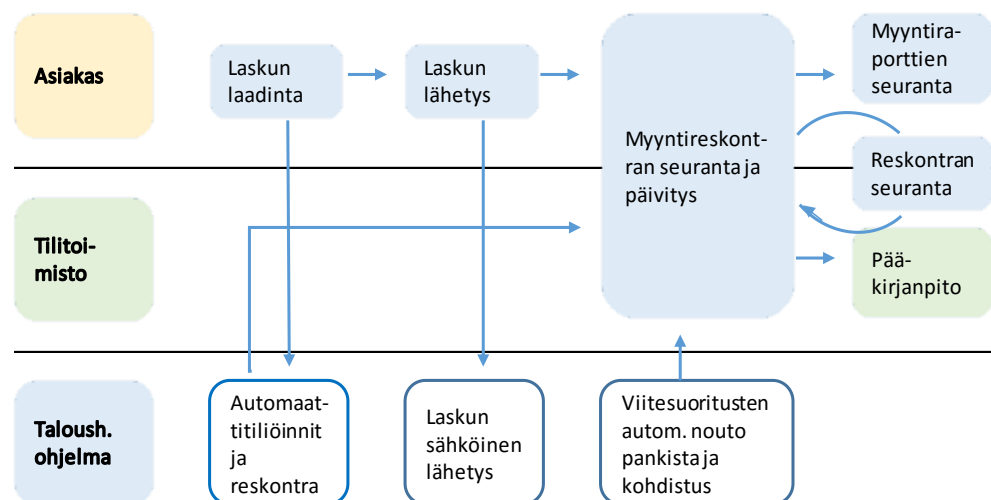 Asiakas
Laskun
laadinta
Laskun
lähetys
Myyntireskont-
ran seuranta ja
päivitys
Myyntira-
porttien
seuranta
Reskontran
seuranta
Tilitoi-
misto
Pää-
kirjanpito
Taloush.
ohjelma
Automaat-
titiliöinnit
ja
reskontra
Laskun
sähköinen
lähetys
Viitesuoritusten
autom. nouto
pankista ja
kohdistus